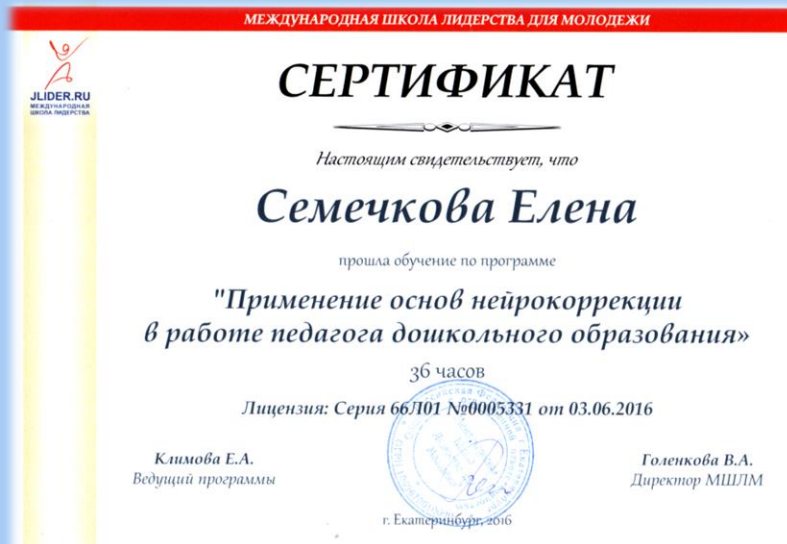 МЕЖДУНАРОДНАЯ ШКОЛА ЛИДЕРСТВА ДЛЯ МОЛОДЕЖИ
JLIDER.RU
МЕЖДУНАРОДНАЯ
ШКОЛА ЛИДЕРСТВА
СЕРТИФИКАТ
Настоящим свидетельствует, что
Семечкова Елена
прошла обучение по программе
"Применение основ нейрокоррекции
в работе педагога дошкольного образования»
36 часов
Лицензия: Серия 66Л01 №0005331 от 03.06.2016
Климова Е.А.
Ведущий программы
Голенкова В.А.
Директор МШЛМ
г. Екатеринбург, 2016